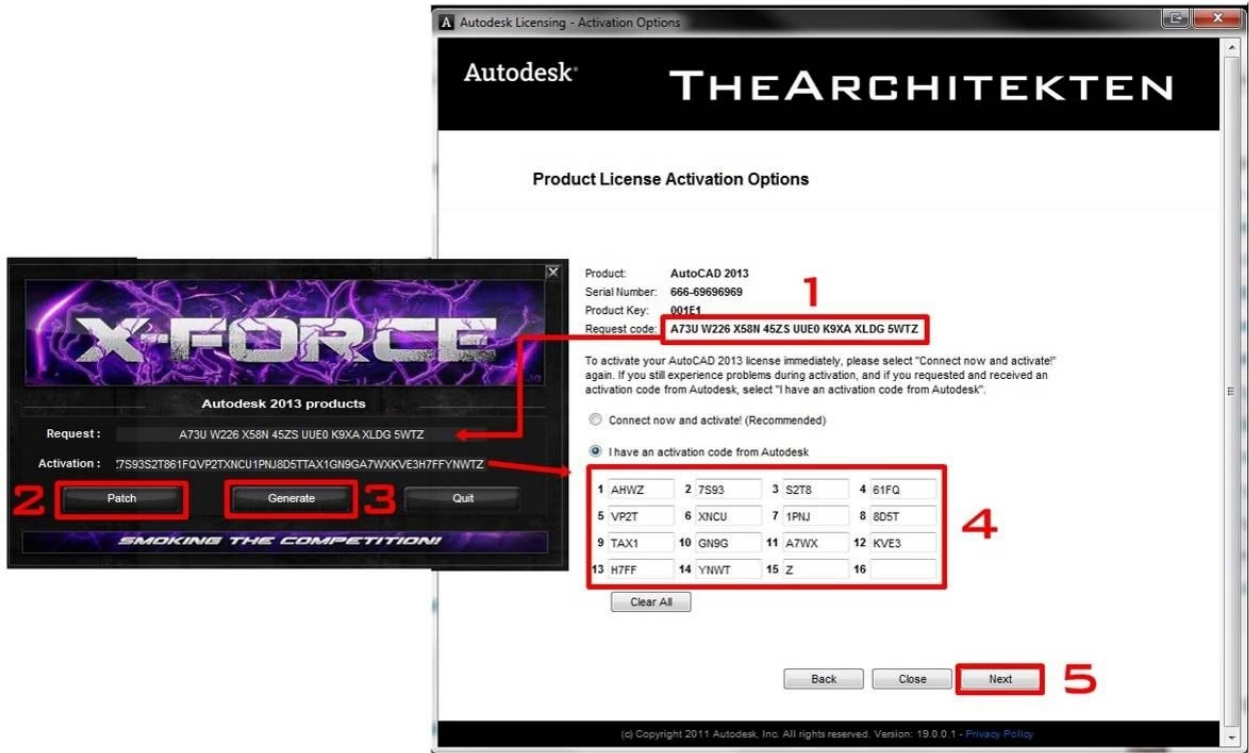 Autodesk Licensing - Activation Options
Autodesk
THEARCHITEKTEN
Product License Activation Options
Product: AutoCAD 2013
Serial Number: 666-69696969
Product Key: 001E1
Request code: A73U W226 X58N 45ZS UUE0 K9XA XLDG 5WTZ
1
To activate your AutoCAD 2013 license immediately, please select "Connect now and activate!"
again. If you still experience problems during activation, and if you requested and received an
activation code from Autodesk, select "I have an activation code from Autodesk".
Connect now and activate! (Recommended)
I have an activation code from Autodesk
1 AHWZ 2 7S93 3 S2T8 4 61FQ
5 VP2T 6 XNCU 7 1PNJ 8 8D5T
9 TAX1 10 GN9G 11 A7WX 12 KVE3
13 H7FF 14 YNWT 15 Z 16
4
Clear All
Back Close Next
5
(c) Copyright 2011 Autodesk, Inc. All rights reserved. Version: 19.0.0.1 - Privacy Policy
X-FORCE
Autodesk 2013 products
Request : A73U W226 X58N 45ZS UUE0 K9XA XLDG 5WTZ
Activation : 7S93S2T861FQVP2TXNCU1PNJ8D5TTAX1GN9GA7WXKVE3H7FFYNWTZ
2 Patch Generate 3 Quit
SMOKING THE COMPETITION!